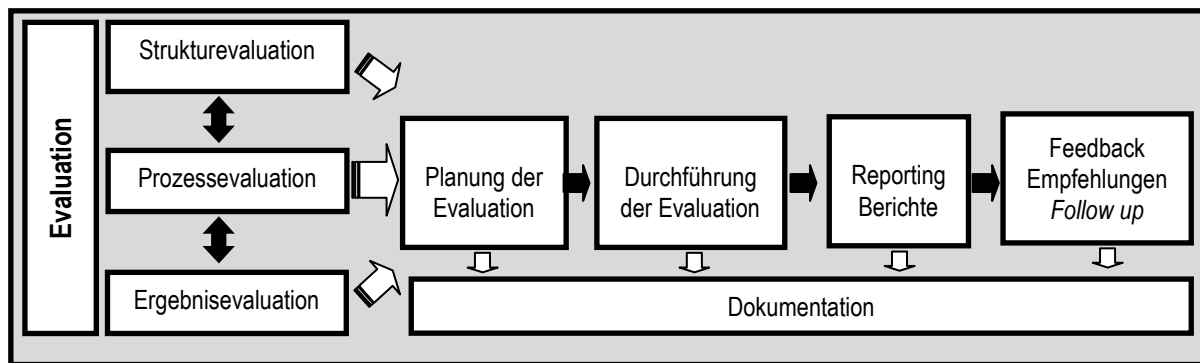 Evaluation
Strukturevaluation
Prozessevaluation
Ergebnisevaluation
Planung der
Evaluation
Durchführung
der Evaluation
Reporting
Berichte
Feedback
Empfehlungen
Follow up
Dokumentation